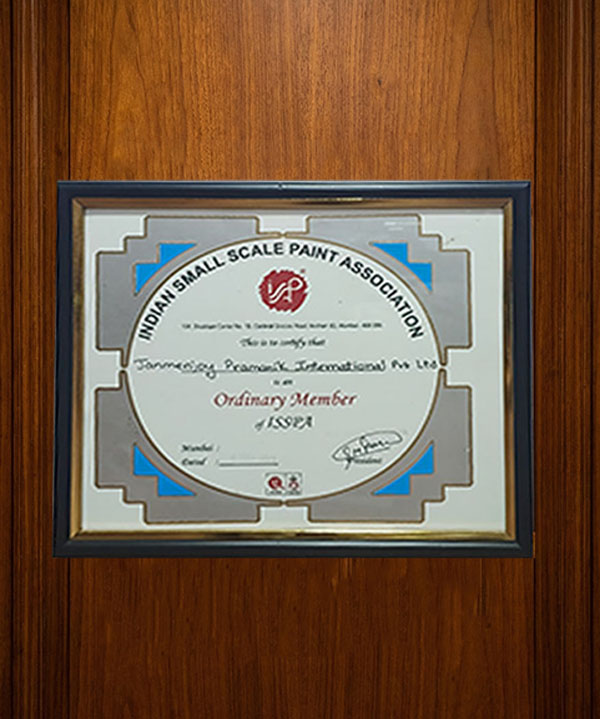 INDIAN SMALL SCALE PAINT ASSOCIATION
This is to certify that
Janmenjoy Pramanik International Pvt Ltd
is an
Ordinary Member
of ISSPA
Mumbai :
Dated :
President